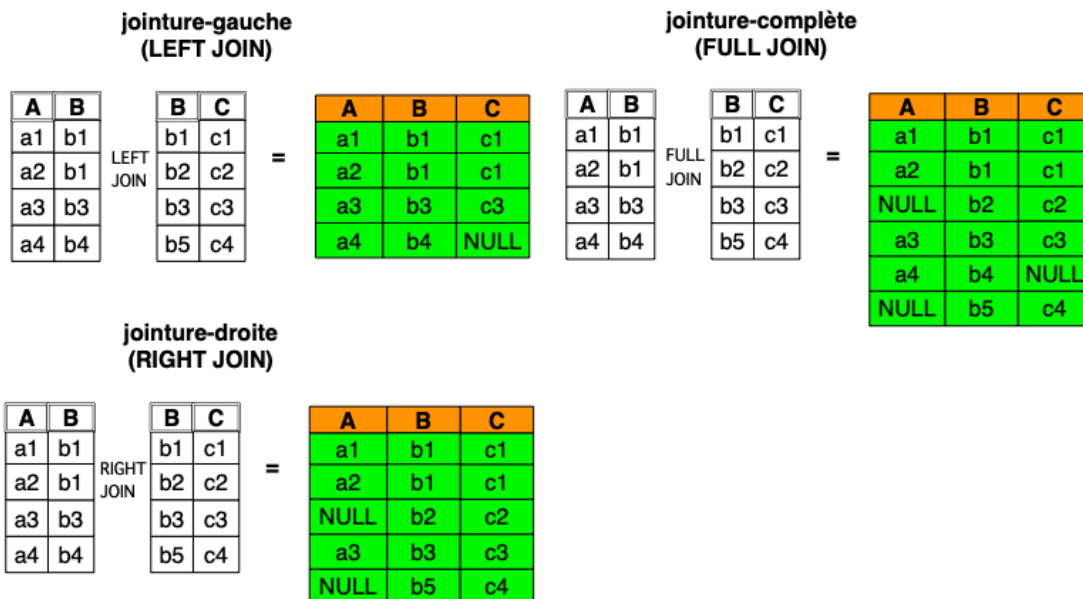 jointure-gauche
(LEFT JOIN)
A B B C A B C
a1 b1 b1 c1 a1 b1 c1
a2 b1 LEFT JOIN b2 c2 = a2 b1 c1
a3 b3 b3 c3 a3 b3 c3
a4 b4 b5 c4 a4 b4 NULL
jointure-complète
(FULL JOIN)
A B B C A B C
a1 b1 b1 c1 a1 b1 c1
a2 b1 FULL JOIN b2 c2 = a2 b1 c1
a3 b3 b3 c3 NULL b2 c2
a4 b4 b5 c4 a3 b3 c3
a4 b4 NULL
NULL b5 c4
jointure-droite
(RIGHT JOIN)
A B B C A B C
a1 b1 b1 c1 a1 b1 c1
a2 b1 RIGHT JOIN b2 c2 = a2 b1 c1
a3 b3 b3 c3 NULL b2 c2
a4 b4 b5 c4 a3 b3 c3
NULL b5 c4